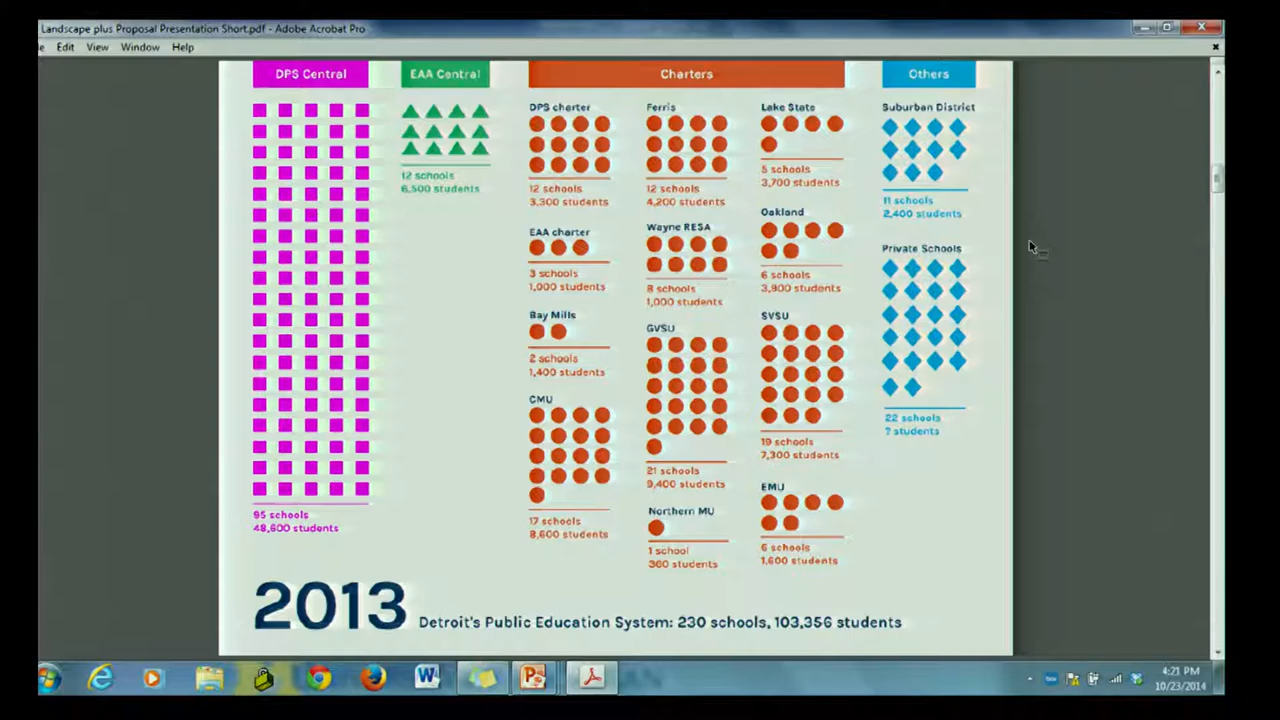 Landscape plus Proposal Presentation Short.pdf - Adobe Acrobat Pro
Edit View Window Help
DPS Central
95 schools
48,600 students
EAA Central
12 schools
6,500 students
Charters
DPS charter
12 schools
3,300 students
EAA charter
3 schools
1,000 students
Bay Mills
2 schools
1,400 students
CMU
17 schools
8,600 students
Ferris
12 schools
4,200 students
Wayne RESA
8 schools
1,000 students
GVSU
21 schools
9,400 students
Northern MU
1 school
360 students
Lake State
5 schools
3,700 students
Oakland
6 schools
3,900 students
SVSU
19 schools
7,300 students
EMU
6 schools
1,600 students
Others
Suburban District
11 schools
2,400 students
Private Schools
22 schools
? students
2013 Detroit's Public Education System: 230 schools, 103,356 students
4:21 PM
10/23/2014